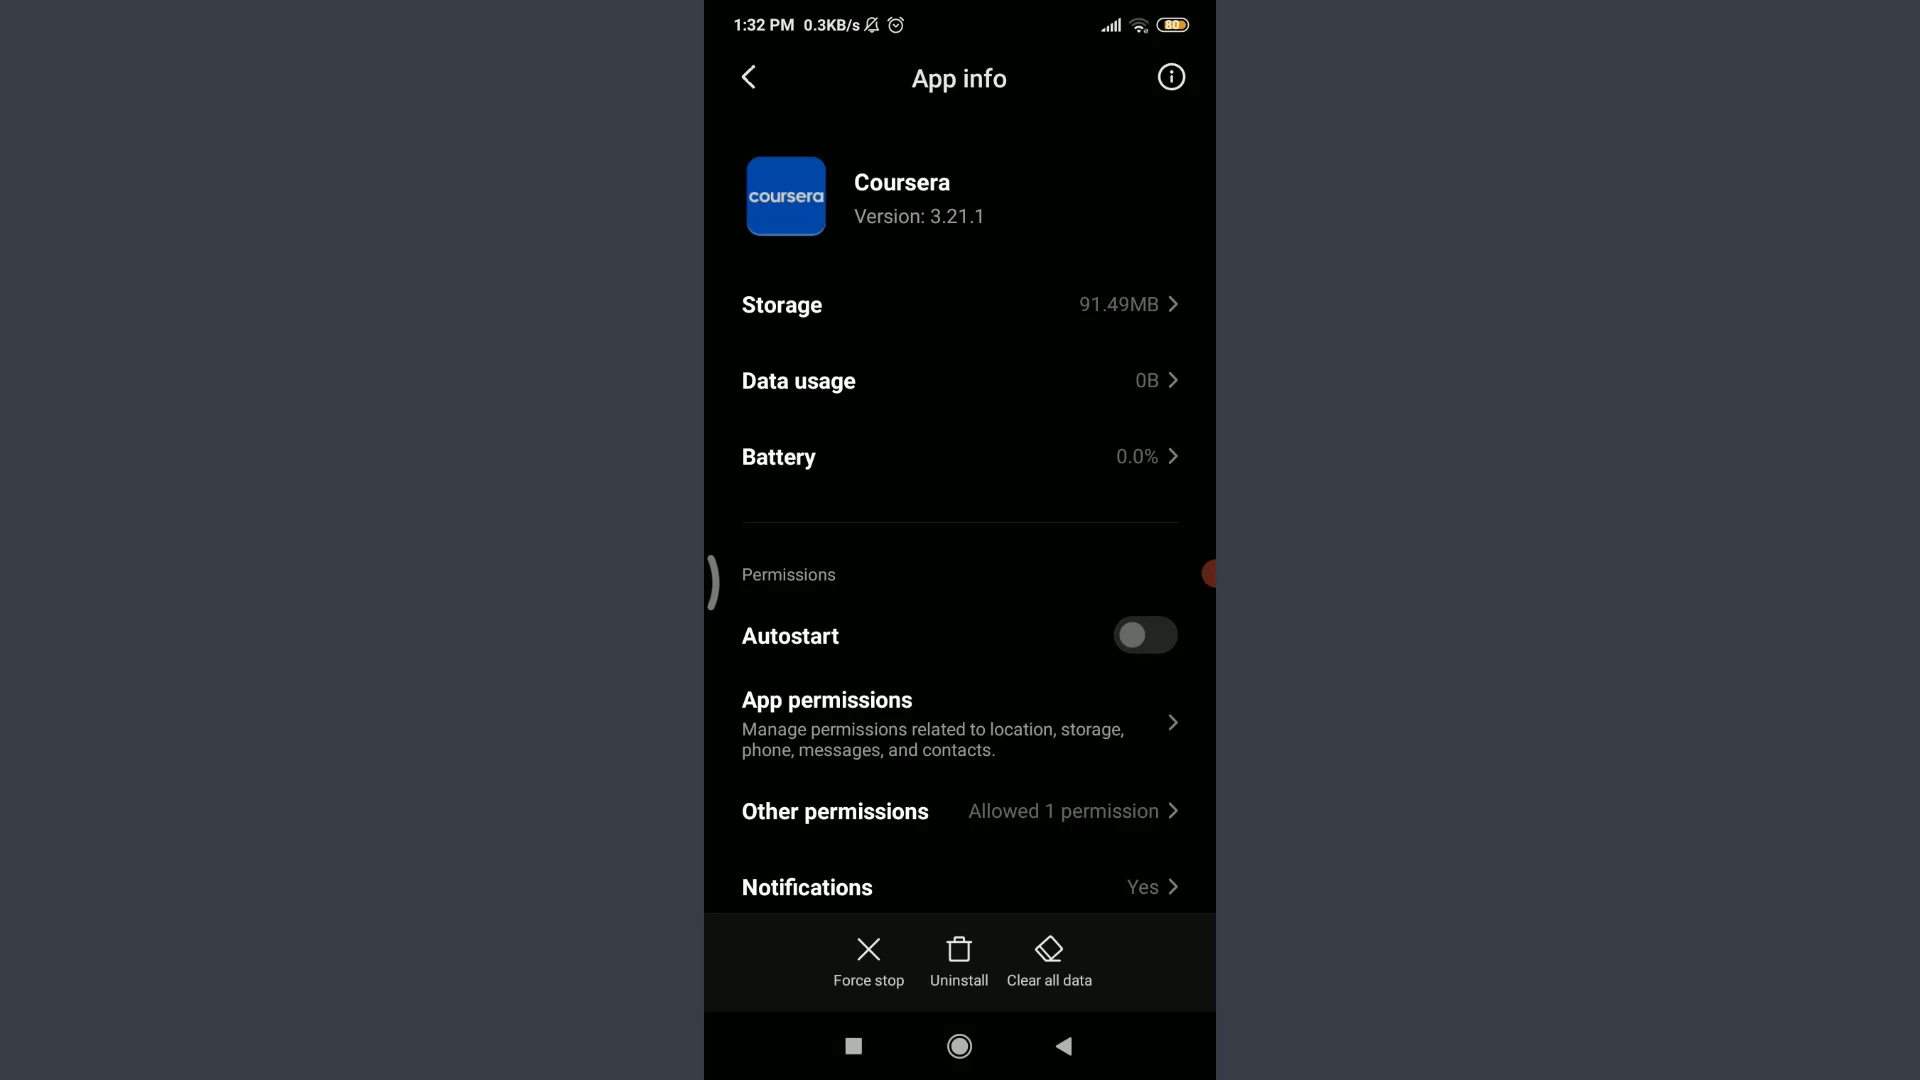 1:32 PM 0.3KB/s 80
App info
coursera
Coursera
Version: 3.21.1
Storage 91.49MB
Data usage 0B
Battery 0.0%
Permissions
Autostart
App permissions
Manage permissions related to location, storage,
phone, messages, and contacts.
Other permissions Allowed 1 permission
Notifications Yes
Force stop Uninstall Clear all data